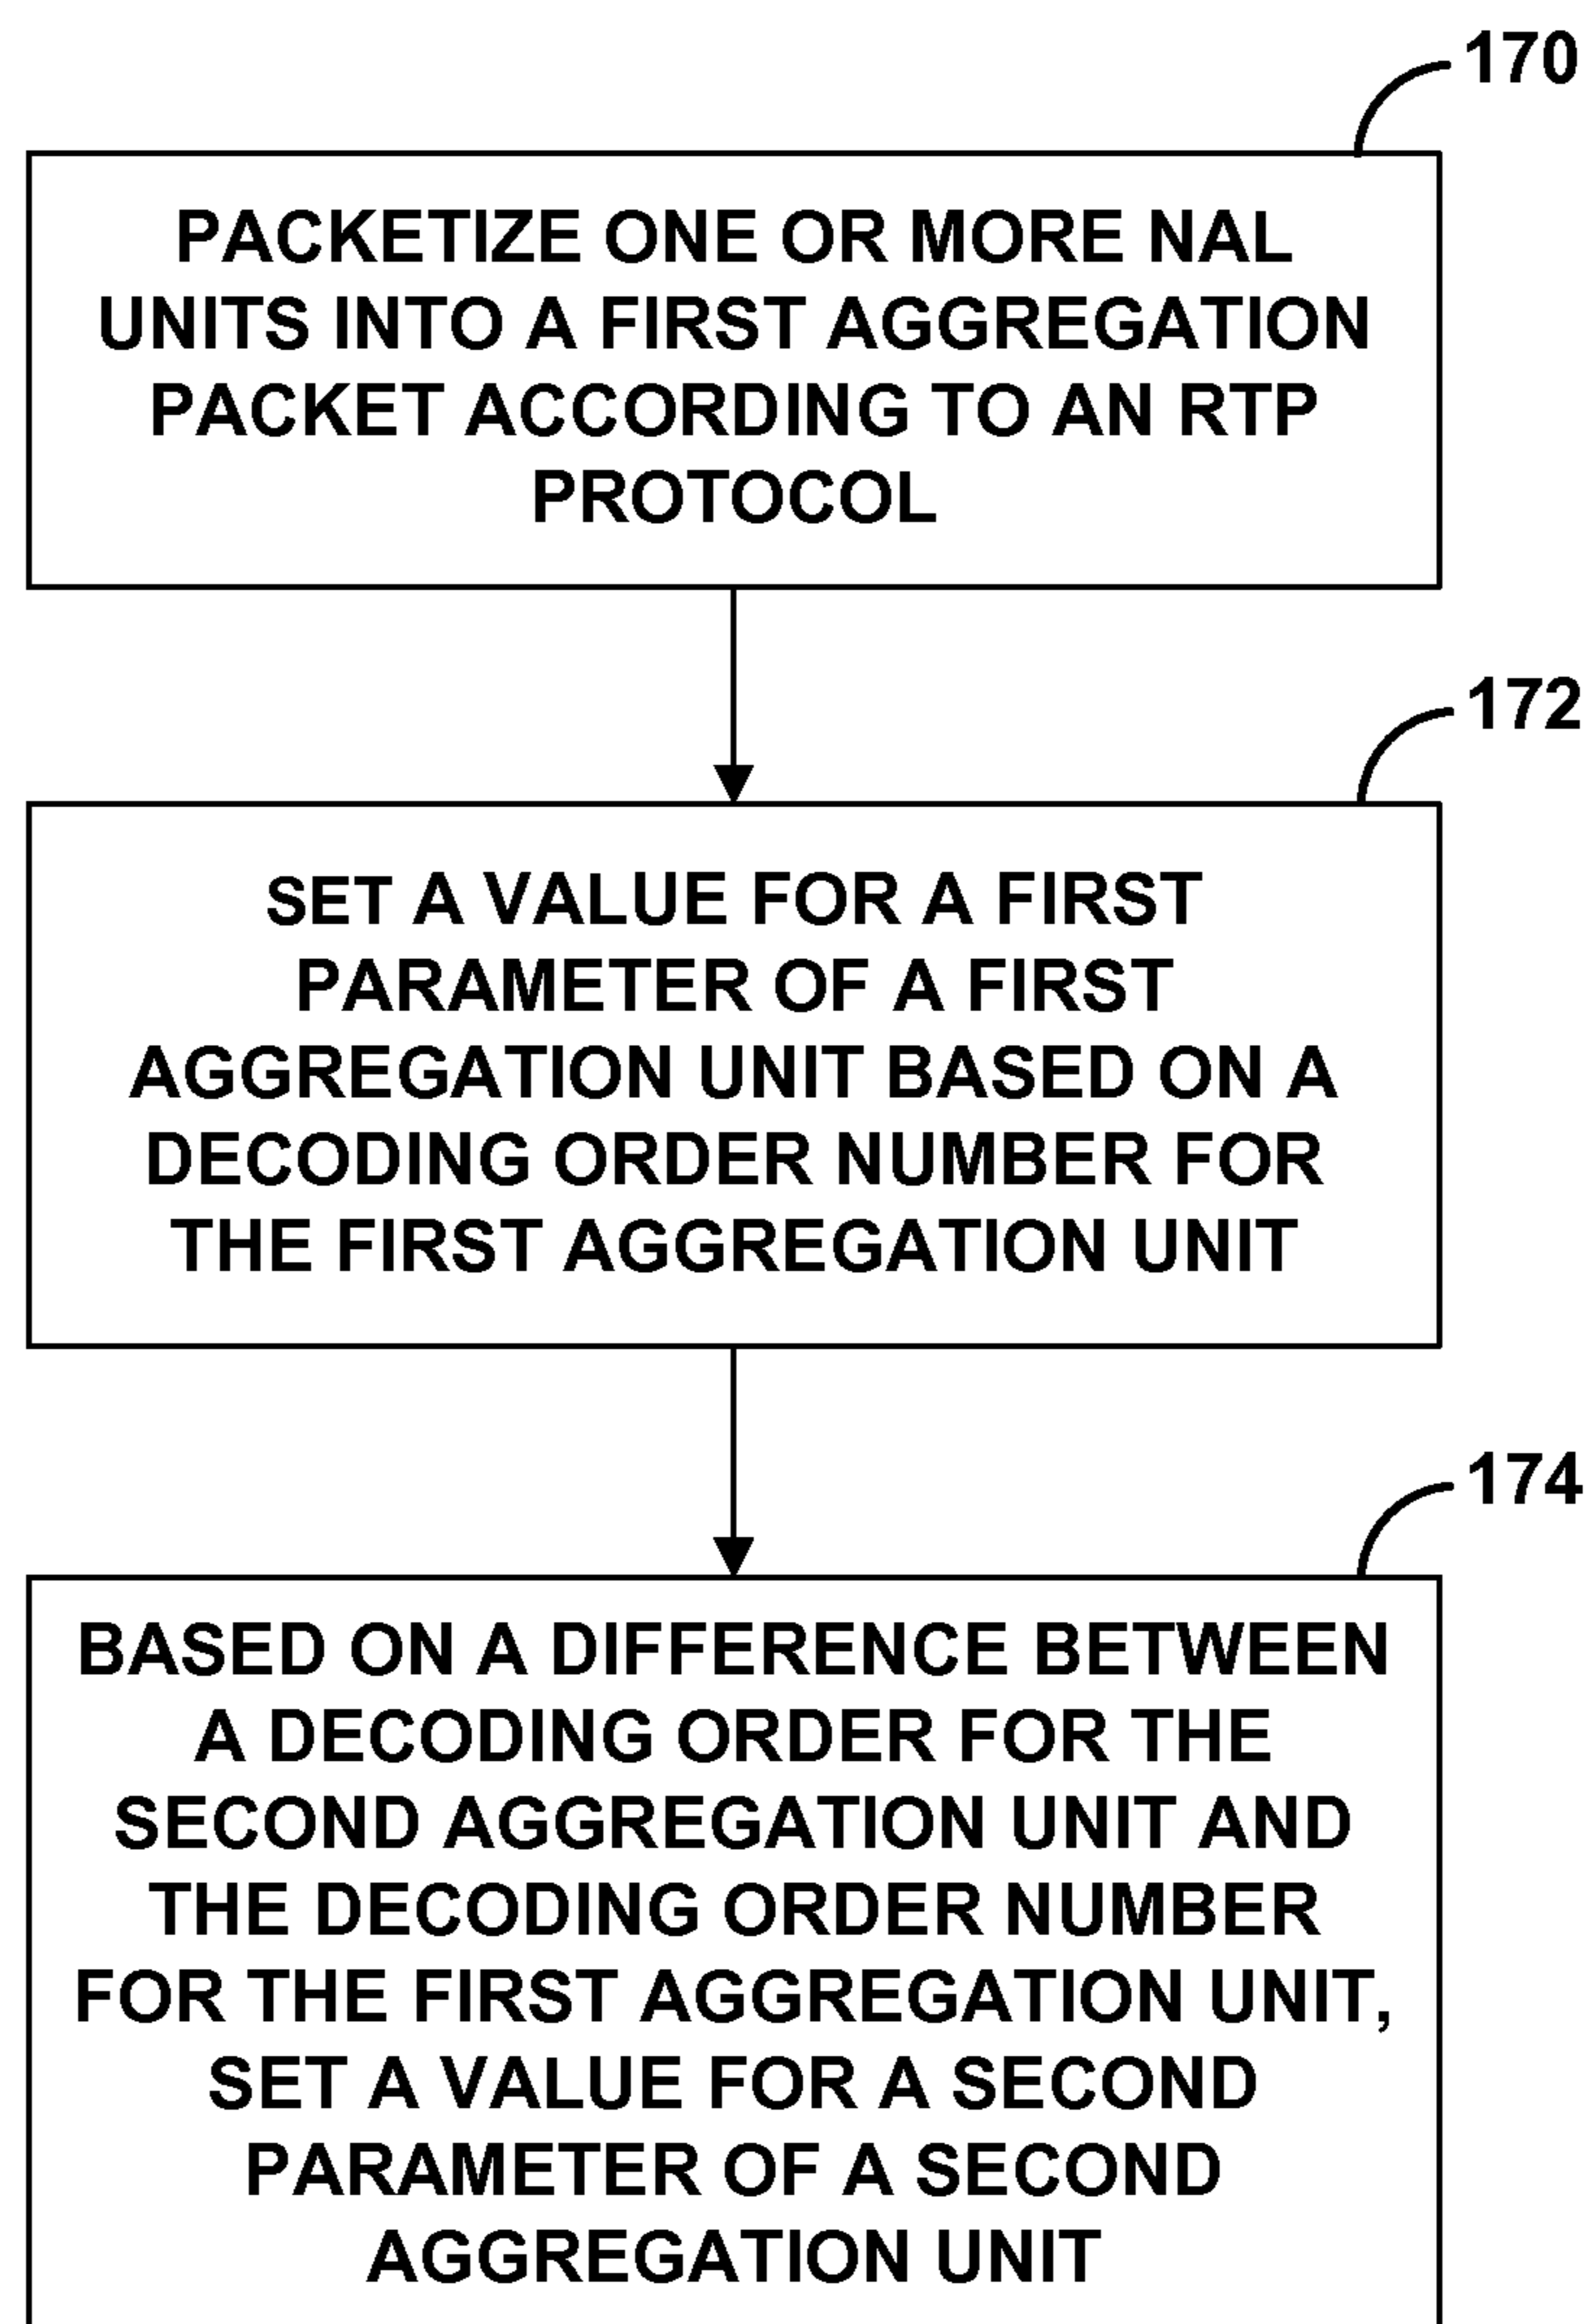 170
PACKETIZE ONE OR MORE NAL
UNITS INTO A FIRST AGGREGATION
PACKET ACCORDING TO AN RTP
PROTOCOL
172
SET A VALUE FOR A FIRST
PARAMETER OF A FIRST
AGGREGATION UNIT BASED ON A
DECODING ORDER NUMBER FOR
THE FIRST AGGREGATION UNIT
174
BASED ON A DIFFERENCE BETWEEN
A DECODING ORDER FOR THE
SECOND AGGREGATION UNIT AND
THE DECODING ORDER NUMBER
FOR THE FIRST AGGREGATION UNIT,
SET A VALUE FOR A SECOND
PARAMETER OF A SECOND
AGGREGATION UNIT